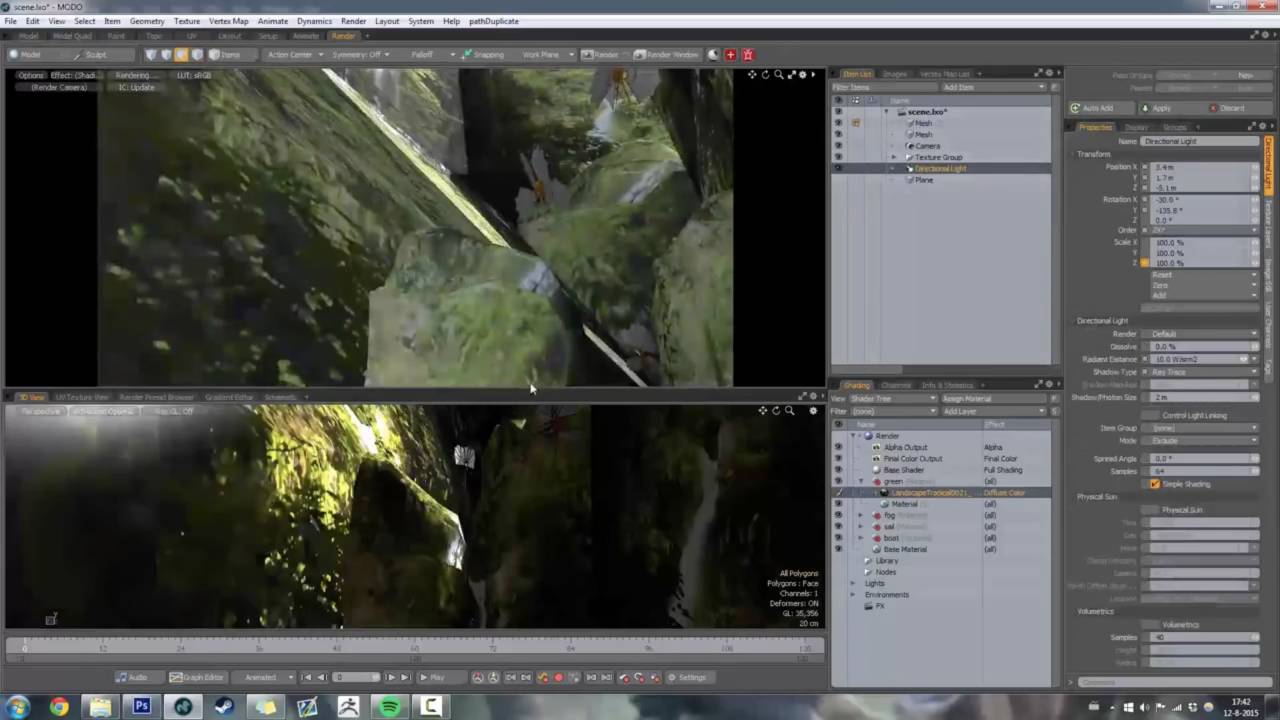 scene.lxo* - MODO
File Edit View Select Item Geometry Texture Vertex Map Animate Dynamics Render Layout System Help pathDuplicate
Model Model Quad Paint Topo UV Layout Setup Animate Render +
Model Sculpt Items Action Center Symmetry: Off Falloff Snapping Work Plane Render Render Window
Options Effect: (Shadi... Rendering... LUT: sRGB
(Render Camera) IC: Update
3D View UV Texture View Render Preset Browser Gradient Editor Schematic +
Perspective Advanced OpenGL Ray GL: Off
All Polygons
Polygons : Face
Channels: 1
Deformers: ON
GL: 35,356
20 cm
0 12 24 36 48 60 72 84 96 108
Audio Graph Editor Animated 0 Play Settings
Item List Images Vertex Map List +
Filter Items Add Item
Name
scene.lxo*
Mesh
Mesh
Camera
Texture Group
Directional Light
Plane
Shading Channels Info & Statistics +
View Shader Tree Assign Material F
Filter (none) Add Layer
Name Effect
Render
Alpha Output Alpha
Final Color Output Final Color
Base Shader Full Shading
green (Material)
LandscapeTropical0021_... Diffuse Color
Material (all)
fog (Material) (all)
sail (Material) (all)
boat (Material) (all)
Base Material (all)
Library
Nodes
Lights
Environments
FX
New
Auto Add Apply Discard
Properties Display Groups +
Name Directional Light
Transform
Position X 3.4 m
Y 1.7 m
Z -5.1 m
Rotation X -30.0 °
Y -135.8 °
Z 0.0 °
Order ZXY
Scale X 100.0 %
Y 100.0 %
Z 100.0 %
Reset
Zero
Add
Directional Light
Render Default
Dissolve 0.0 %
Radiant Exitance 10.0 W/srm2
Shadow Type Ray Trace
Shadow/Photon Size 2 m
Control Light Linking
Item Group (none)
Mode Exclude
Spread Angle 0.0 °
Samples 64
Simple Shading
Physical Sun
Physical Sun
Volumetrics
Volumetrics
Samples 40
Height
Radius
Command
17:42
12-8-2015